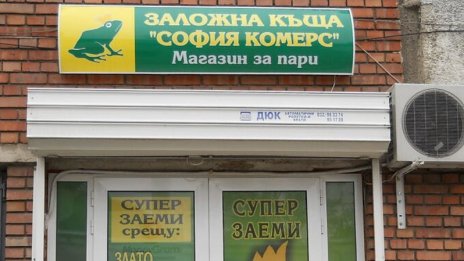 ЗАЛОЖНА КЪЩА
"СОФИЯ КОМЕРС"
Магазин за пари
ДЮК
СУПЕР
ЗАЕМИ
СРЕЩУ:
ЗЛАТО
СУПЕР
ЗАЕМИ